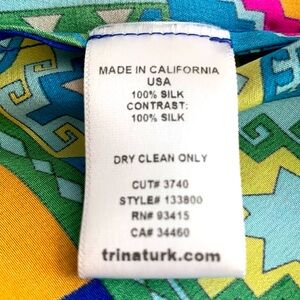 MADE IN CALIFORNIA
USA
100% SILK
CONTRAST:
100% SILK
DRY CLEAN ONLY
CUT# 3740
STYLE# 133800
RN# 93415
CA# 34460
trinaturk.com